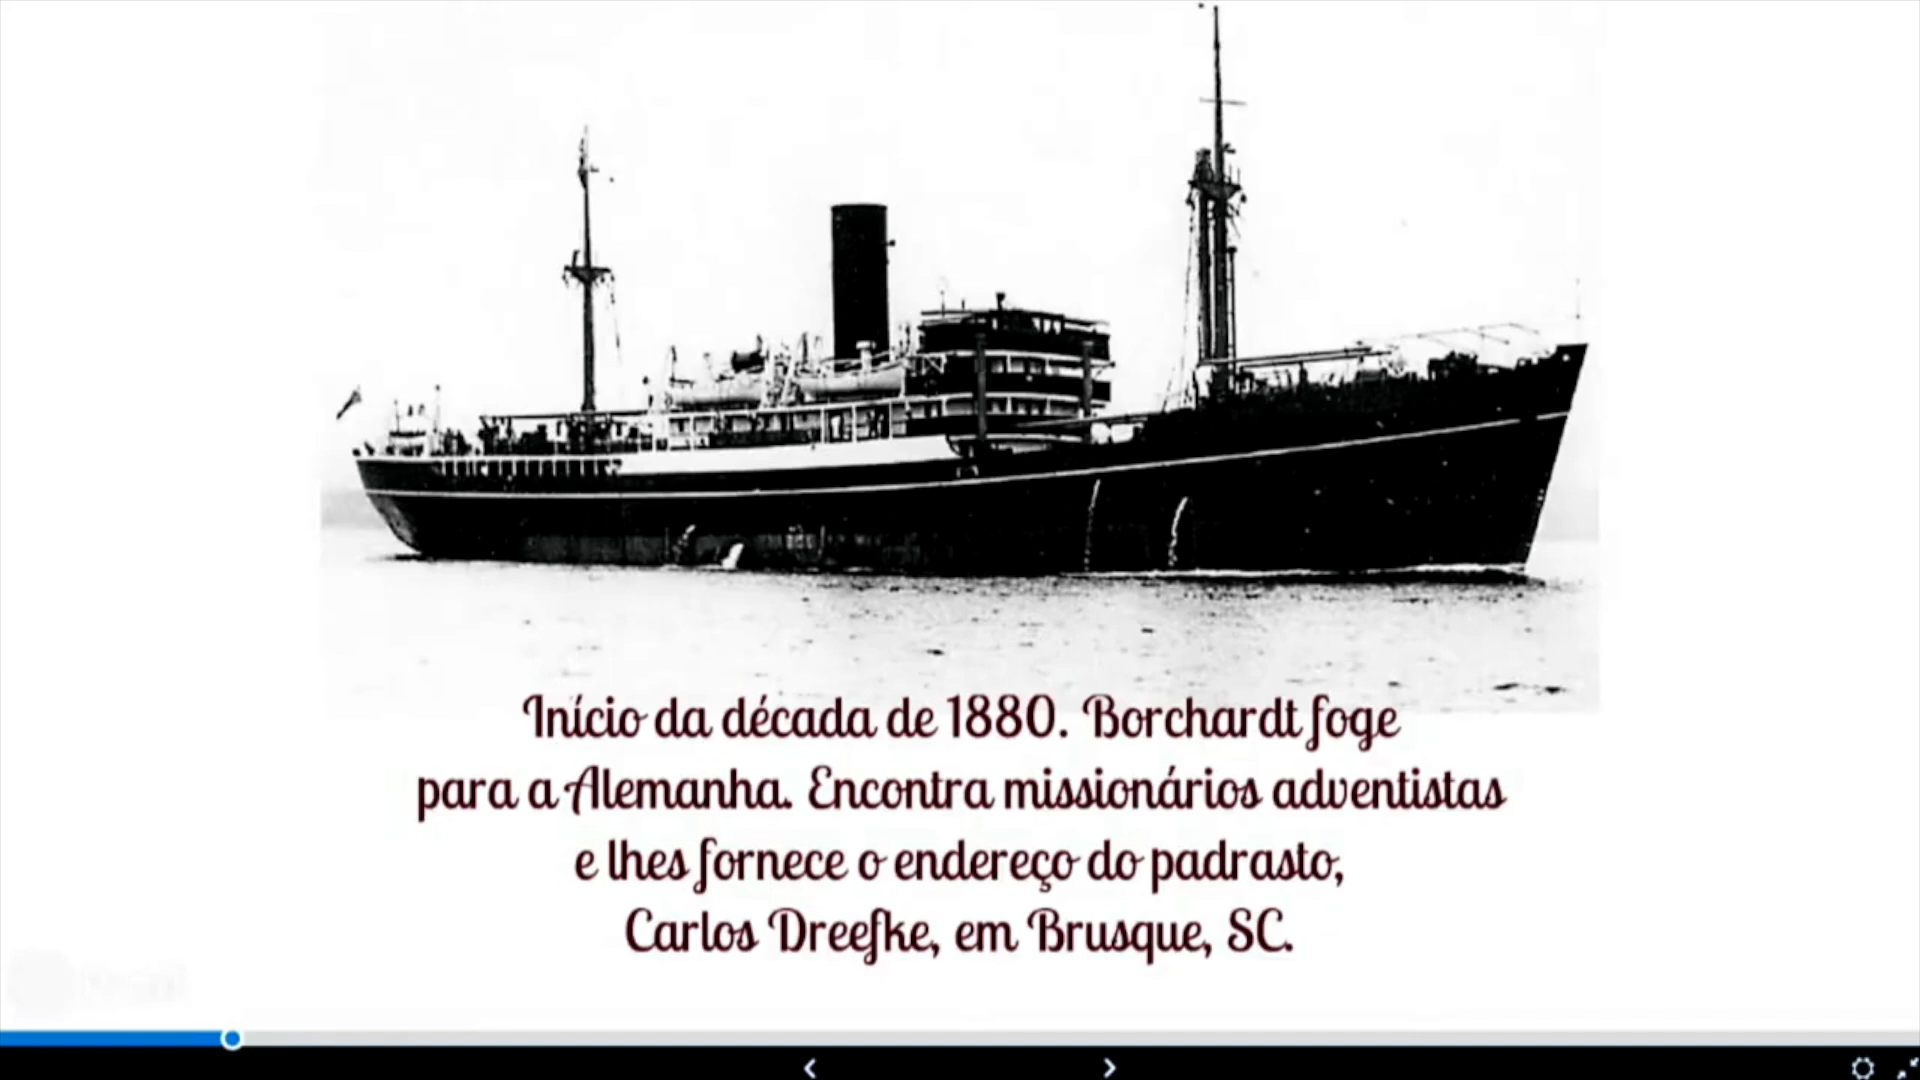 Início da década de 1880. Borchardt foge
para a Alemanha. Encontra missionários adventistas
e lhes fornece o endereço do padrasto,
Carlos Dreefke, em Brusque, SC.